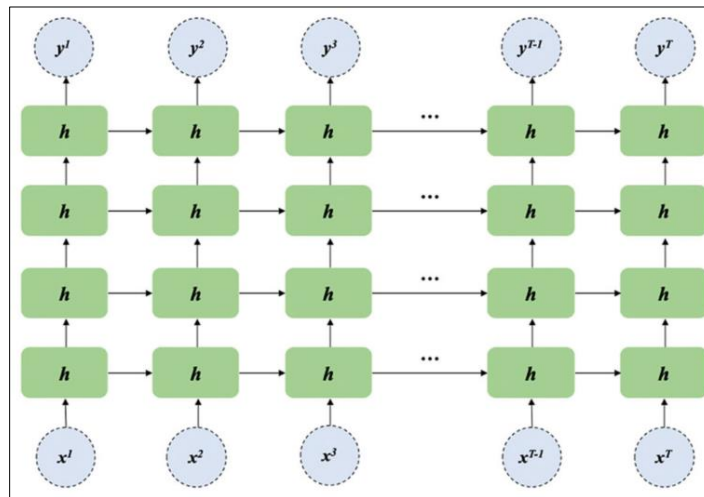 y¹ y² y³ yᵀ⁻¹ yᵀ
h h h ... h h
h h h ... h h
h h h ... h h
h h h ... h h
x¹ x² x³ xᵀ⁻¹ xᵀ